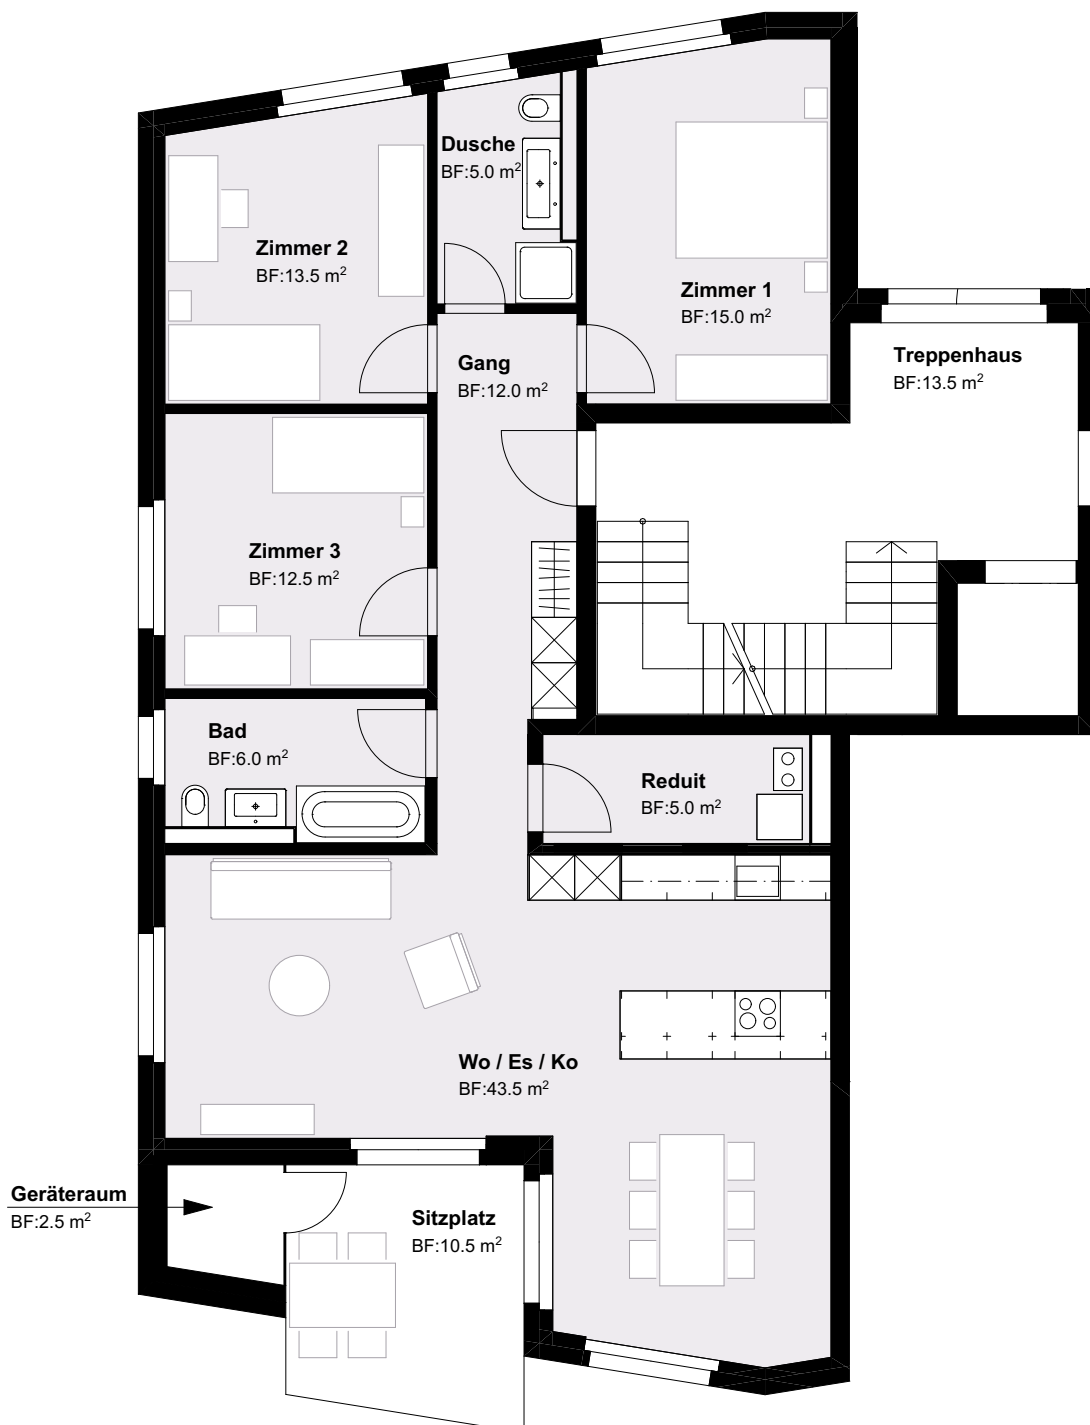 Dusche
BF:5.0 m²
Zimmer 2
BF:13.5 m²
Zimmer 1
BF:15.0 m²
Gang
BF:12.0 m²
Treppenhaus
BF:13.5 m²
Zimmer 3
BF:12.5 m²
Bad
BF:6.0 m²
Reduit
BF:5.0 m²
Wo / Es / Ko
BF:43.5 m²
Geräteraum
BF:2.5 m²
Sitzplatz
BF:10.5 m²